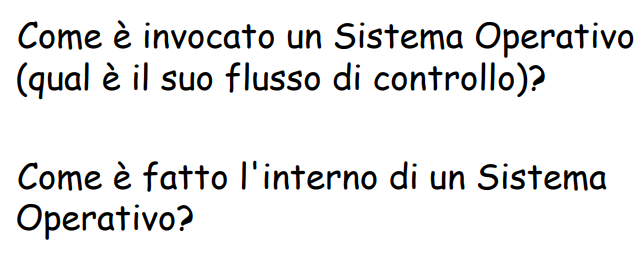 Come è invocato un Sistema Operativo
(qual è il suo flusso di controllo)?
Come è fatto l'interno di un Sistema
Operativo?